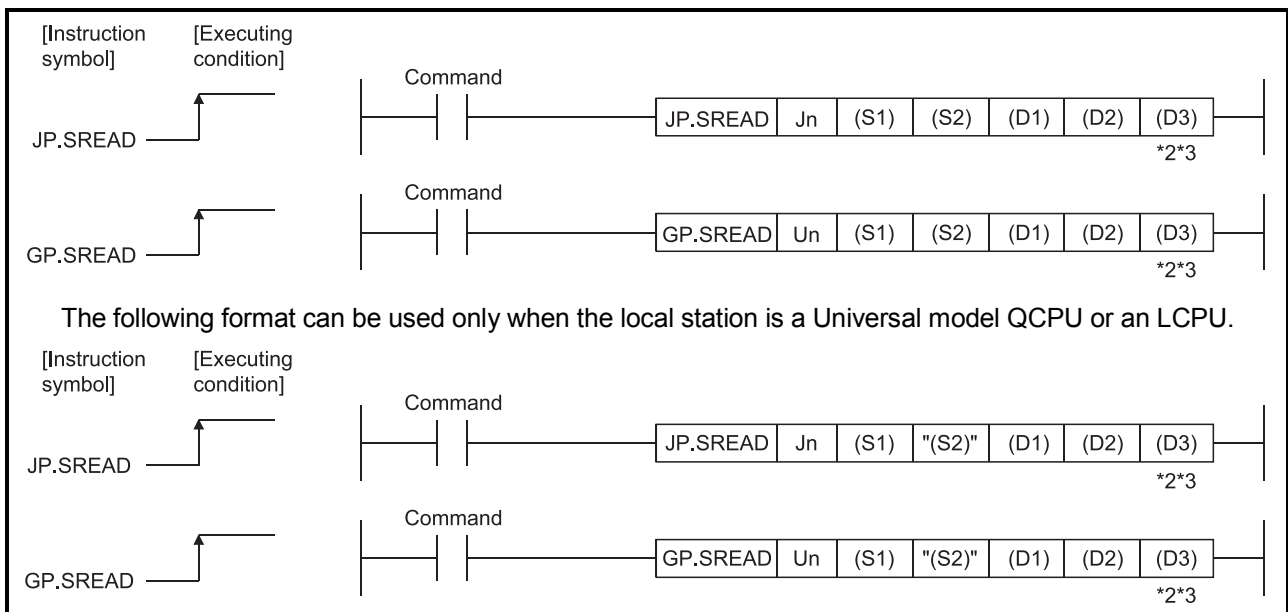 [Instruction symbol] [Executing condition]
Command
JP.SREAD JP.SREAD Jn (S1) (S2) (D1) (D2) (D3)
*2*3
Command
GP.SREAD GP.SREAD Un (S1) (S2) (D1) (D2) (D3)
*2*3
The following format can be used only when the local station is a Universal model QCPU or an LCPU.
[Instruction symbol] [Executing condition]
Command
JP.SREAD JP.SREAD Jn (S1) "(S2)" (D1) (D2) (D3)
*2*3
Command
GP.SREAD GP.SREAD Un (S1) "(S2)" (D1) (D2) (D3)
*2*3